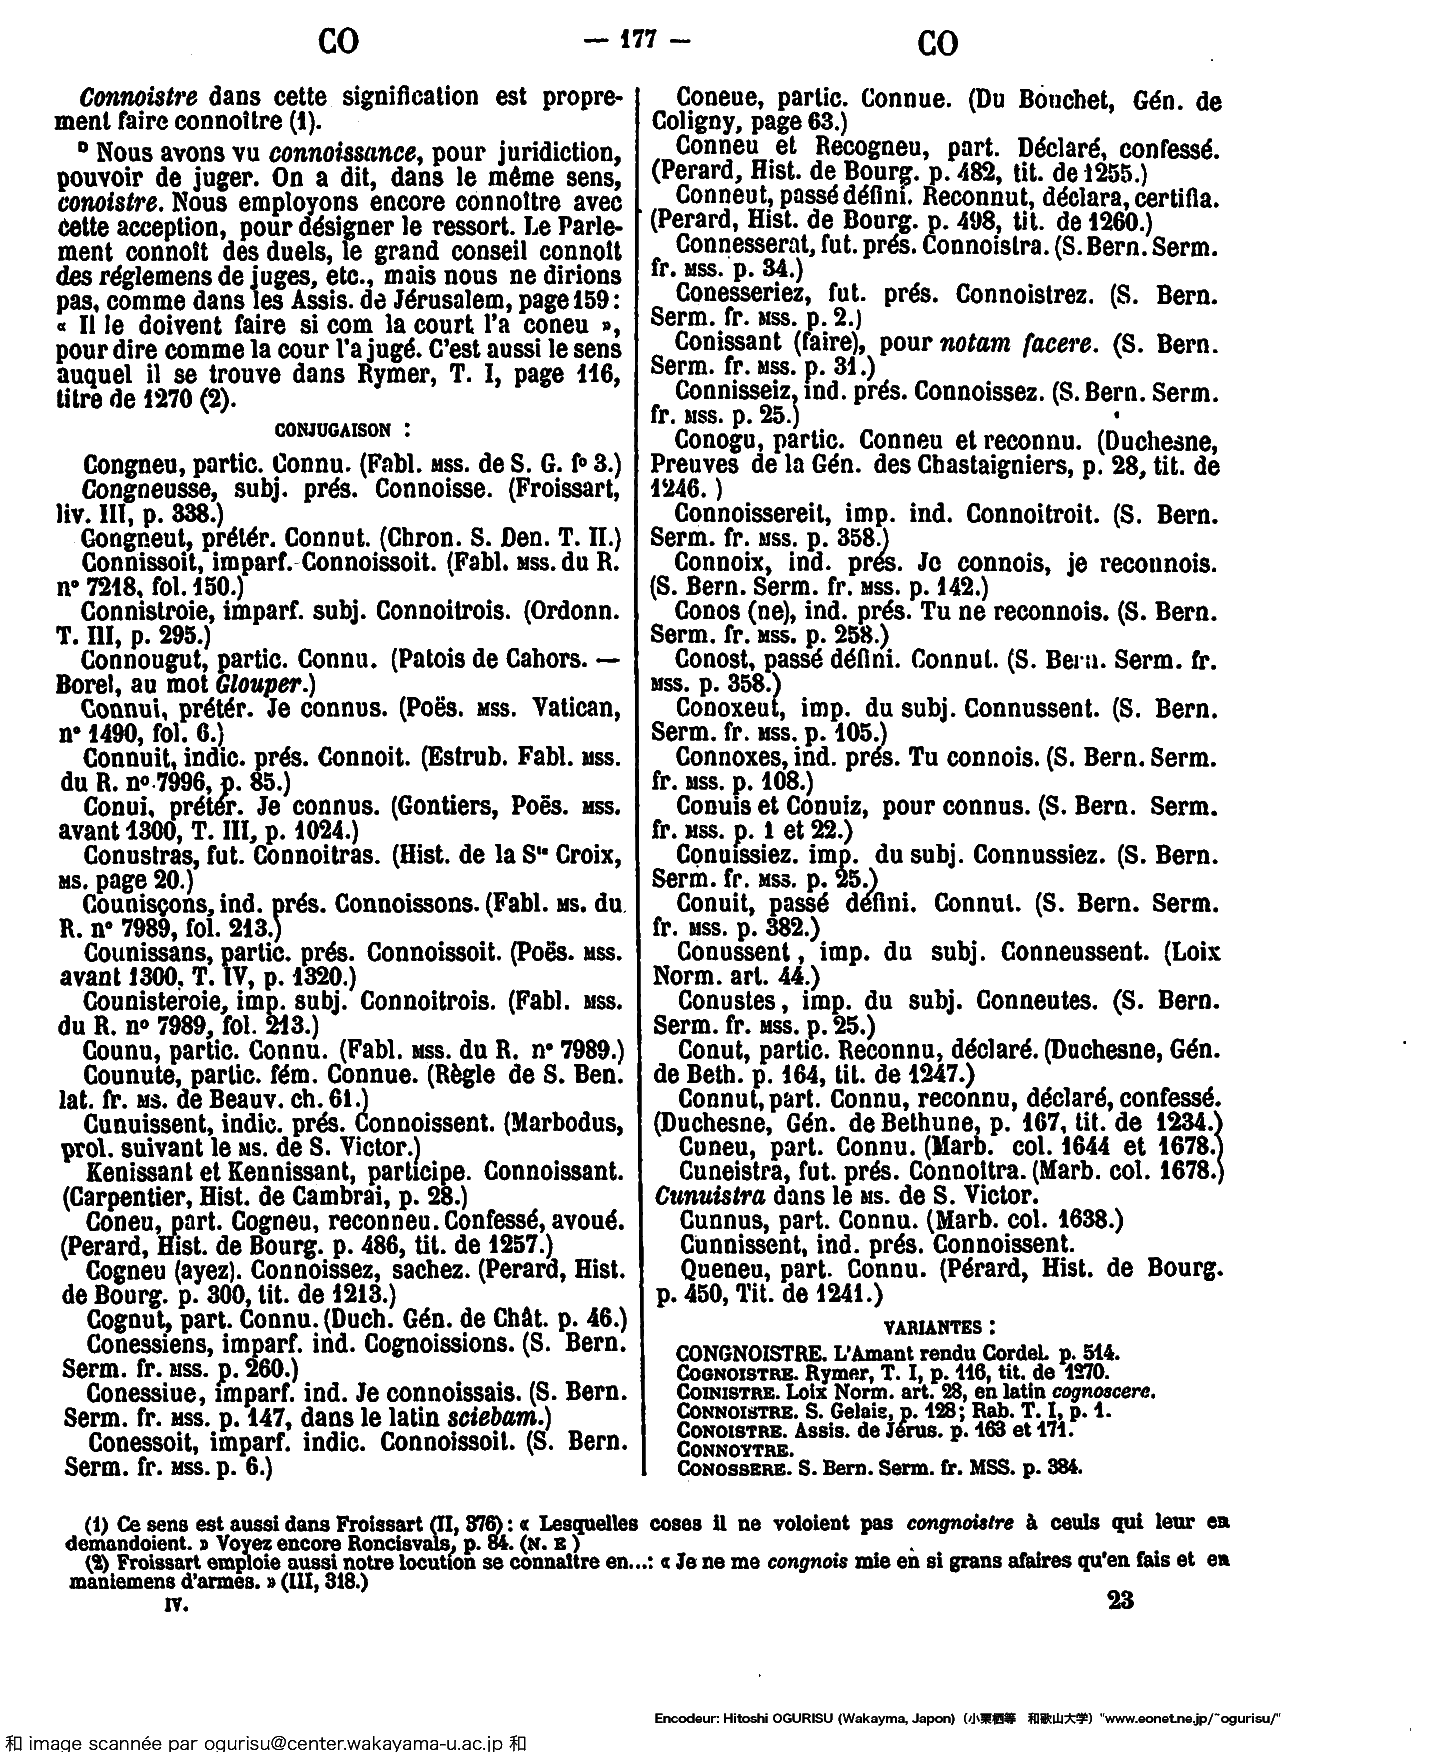 CO — 177 — CO
Connoistre dans cette signification est propre-
ment faire connoître (1).
D Nous avons vu connoissance, pour juridiction,
pouvoir de juger. On a dit, dans le même sens,
conoistre. Nous employons encore connoître avec
cette acception, pour désigner le ressort. Le Parle-
ment connoît des duels, le grand conseil connoît
des réglemens de juges, etc., mais nous ne dirions
pas, comme dans les Assis. de Jérusalem, page 159 :
« Il le doivent faire si com la court l'a coneu »,
pour dire comme la cour l'a jugé. C'est aussi le sens
auquel il se trouve dans Rymer, T. I, page 116,
titre de 1270 (2).
CONJUGAISON :
Congneu, partic. Connu. (Fabl. MSS. de S. G. fo 3.)
Congneusse, subj. prés. Connoisse. (Froissart,
liv. III, p. 338.)
Congneut, prétér. Connut. (Chron. S. Den. T. II.)
Connissoit, imparf. Connoissoit. (Fabl. MSS. du R.
n° 7218, fol. 150.)
Connistroie, imparf. subj. Connoitrois. (Ordonn.
T. III, p. 295.)
Connougut, partic. Connu. (Patois de Cahors. —
Borel, au mot Glouper.)
Connui, prétér. Je connus. (Poës. MSS. Vatican,
n° 1490, fol. 6.)
Connuit, indic. prés. Connoit. (Estrub. Fabl. MSS.
du R. no 7996, p. 85.)
Conui, prétér. Je connus. (Gontiers, Poës. MSS.
avant 1300, T. III, p. 1024.)
Conustras, fut. Connoitras. (Hist. de la Ste Croix,
MS. page 20.)
Counisçons, ind. prés. Connoissons. (Fabl. MS. du
R. n° 7989, fol. 213.)
Counissans, partic. prés. Connoissoit. (Poës. MSS.
avant 1300, T. IV, p. 1320.)
Counisteroie, imp. subj. Connoitrois. (Fabl. MSS.
du R. no 7989, fol. 213.)
Counu, partic. Connu. (Fabl. MSS. du R. n° 7989.)
Counute, partic. fém. Connue. (Règle de S. Ben.
lat. fr. MS. de Beauv. ch. 61.)
Cunuissent, indic. prés. Connoissent. (Marbodus,
prol. suivant le MS. de S. Victor.)
Kenissant et Kennissant, participe. Connoissant.
(Carpentier, Hist. de Cambrai, p. 28.)
Coneu, part. Cogneu, reconneu. Confessé, avoué.
(Perard, Hist. de Bourg. p. 486, tit. de 1257.)
Cogneu (ayez). Connoissez, sachez. (Perard, Hist.
de Bourg. p. 300, tit. de 1213.)
Cognut, part. Connu. (Duch. Gén. de Chât. p. 46.)
Conessiens, imparf. ind. Cognoissions. (S. Bern.
Serm. fr. MSS. p. 260.)
Conessiue, imparf. ind. Je connoissais. (S. Bern.
Serm. fr. MSS. p. 147, dans le latin sciebam.)
Conessoit, imparf. indic. Connoissoit. (S. Bern.
Serm. fr. MSS. p. 6.)
Coneue, partic. Connue. (Du Bouchet, Gén. de
Coligny, page 63.)
Conneu et Recogneu, part. Déclaré, confessé.
(Perard, Hist. de Bourg. p. 482, tit. de 1255.)
Conneut, passé défini. Reconnut, déclara, certifia.
(Perard, Hist. de Bourg. p. 498, tit. de 1260.)
Connesserat, fut. prés. Connoistra. (S. Bern. Serm.
fr. MSS. p. 34.)
Conesseriez, fut. prés. Connoistrez. (S. Bern.
Serm. fr. MSS. p. 2.)
Conissant (faire), pour notam facere. (S. Bern.
Serm. fr. MSS. p. 31.)
Connisseiz, ind. prés. Connoissez. (S. Bern. Serm.
fr. MSS. p. 25.)
Conogu, partic. Conneu et reconnu. (Duchesne,
Preuves de la Gén. des Chastaigniers, p. 28, tit. de
1246. )
Connoissereit, imp. ind. Connoitroit. (S. Bern.
Serm. fr. MSS. p. 358.)
Connoix, ind. prés. Je connois, je reconnois.
(S. Bern. Serm. fr. MSS. p. 142.)
Conos (ne), ind. prés. Tu ne reconnois. (S. Bern.
Serm. fr. MSS. p. 258.)
Conost, passé défini. Connut. (S. Bern. Serm. fr.
MSS. p. 358.)
Conoxeut, imp. du subj. Connussent. (S. Bern.
Serm. fr. MSS. p. 105.)
Connoxes, ind. prés. Tu connois. (S. Bern. Serm.
fr. MSS. p. 108.)
Conuis et Conuiz, pour connus. (S. Bern. Serm.
fr. MSS. p. 1 et 22.)
Conuissiez. imp. du subj. Connussiez. (S. Bern.
Serm. fr. MSS. p. 25.)
Conuit, passé défini. Connut. (S. Bern. Serm.
fr. MSS. p. 382.)
Conussent, imp. du subj. Conneussent. (Loix
Norm. art. 44.)
Conustes, imp. du subj. Conneutes. (S. Bern.
Serm. fr. MSS. p. 25.)
Conut, partic. Reconnu, déclaré. (Duchesne, Gén.
de Beth. p. 164, tit. de 1247.)
Connut, part. Connu, reconnu, déclaré, confessé.
(Duchesne, Gén. de Bethune, p. 167, tit. de 1234.)
Cuneu, part. Connu. (Marb. col. 1644 et 1678.)
Cuneistra, fut. prés. Connoitra. (Marb. col. 1678.)
Cunuistra dans le MS. de S. Victor.
Cunnus, part. Connu. (Marb. col. 1638.)
Cunnissent, ind. prés. Connoissent.
Queneu, part. Connu. (Pérard, Hist. de Bourg.
p. 450, Tit. de 1241.)
VARIANTES :
CONGNOISTRE. L'Amant rendu Cordel. p. 514.
COGNOISTRE. Rymer, T. I, p. 116, tit. de 1270.
COINISTRE. Loix Norm. art. 28, en latin cognoscere.
CONNOISTRE. S. Gelais, p. 128; Rab. T. I, p. 1.
CONOISTRE. Assis. de Jérus. p. 163 et 171.
CONNOYTRE.
CONOSSERE. S. Bern. Serm. fr. MSS. p. 384.
(1) Ce sens est aussi dans Froissart (II, 376) : « Lesquelles coses il ne voloient pas congnoistre à ceuls qui leur en
demandoient. » Voyez encore Roncisvals, p. 84. (N. E )
(2) Froissart emploie aussi notre locution se connaître en...: « Je ne me congnois mie en si grans afaires qu'en fais et en
maniemens d'armes. » (III, 318.)
IV. 23
Encodeur: Hitoshi OGURISU (Wakayma, Japon) (小栗栖等 和歌山大学) "www.eonet.ne.jp/~ogurisu/"
和 image scannée par ogurisu@center.wakayama-u.ac.jp 和